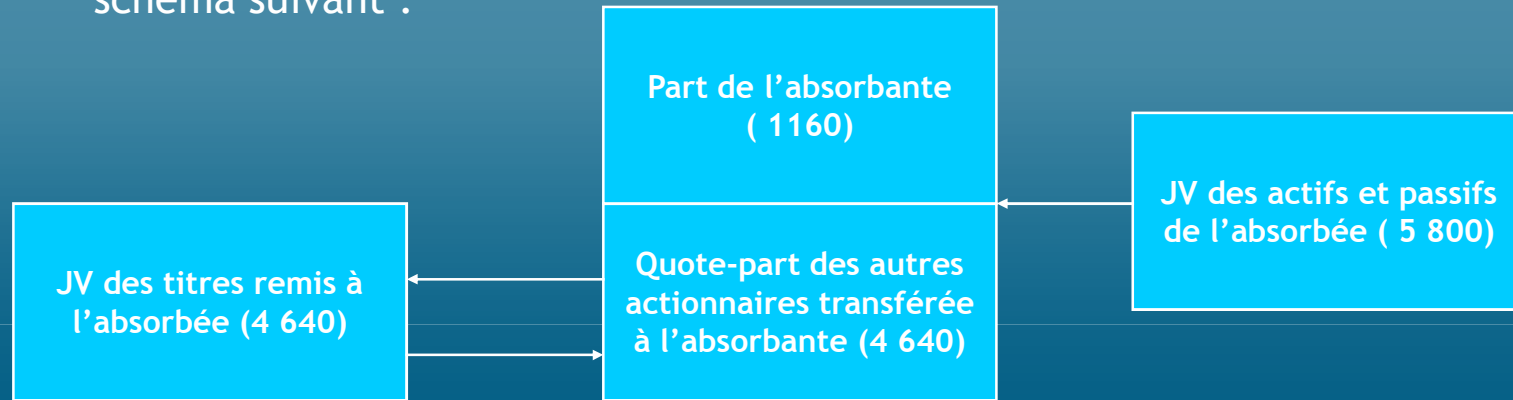 schéma suivant :
Part de l’absorbante
( 1160)
JV des actifs et passifs
de l’absorbée ( 5 800)
Quote-part des autres
actionnaires transférée
à l’absorbante (4 640)
JV des titres remis à
l’absorbée (4 640)